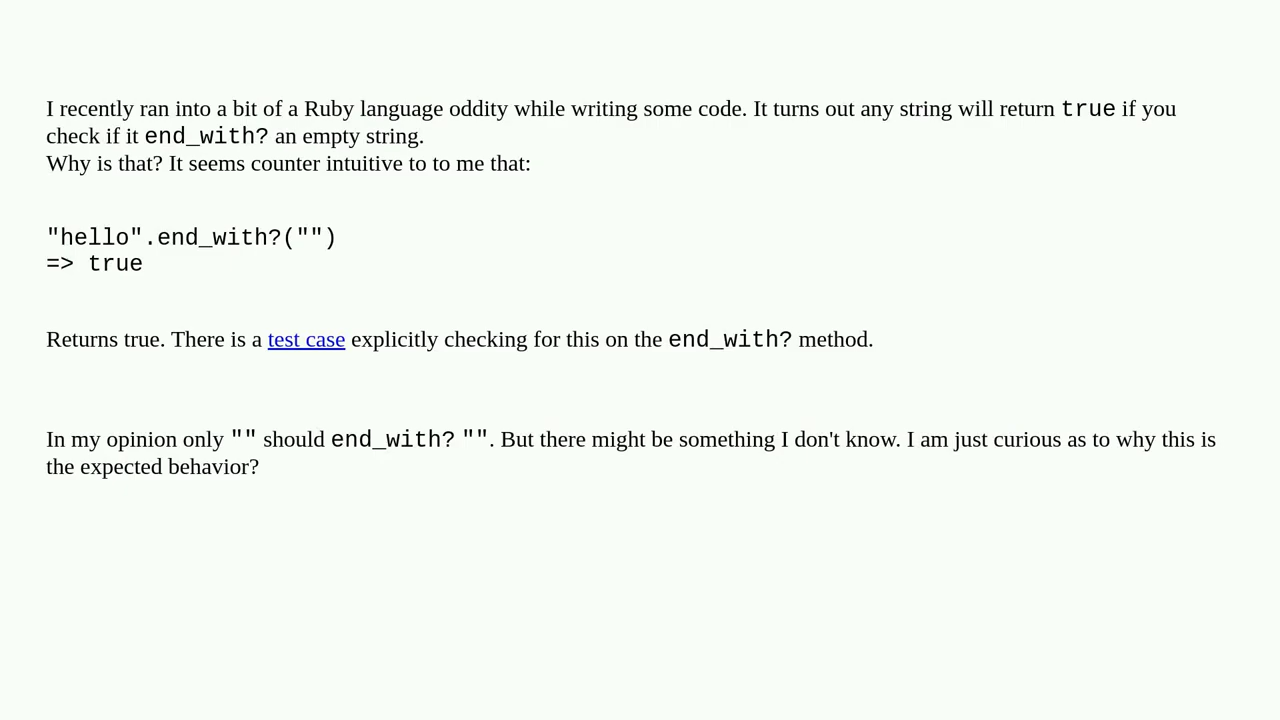 I recently ran into a bit of a Ruby language oddity while writing some code. It turns out any string will return true if you
check if it end_with? an empty string.
Why is that? It seems counter intuitive to to me that:
"hello".end_with?("")
=> true
Returns true. There is a test case explicitly checking for this on the end_with? method.
In my opinion only "" should end_with? "". But there might be something I don't know. I am just curious as to why this is
the expected behavior?